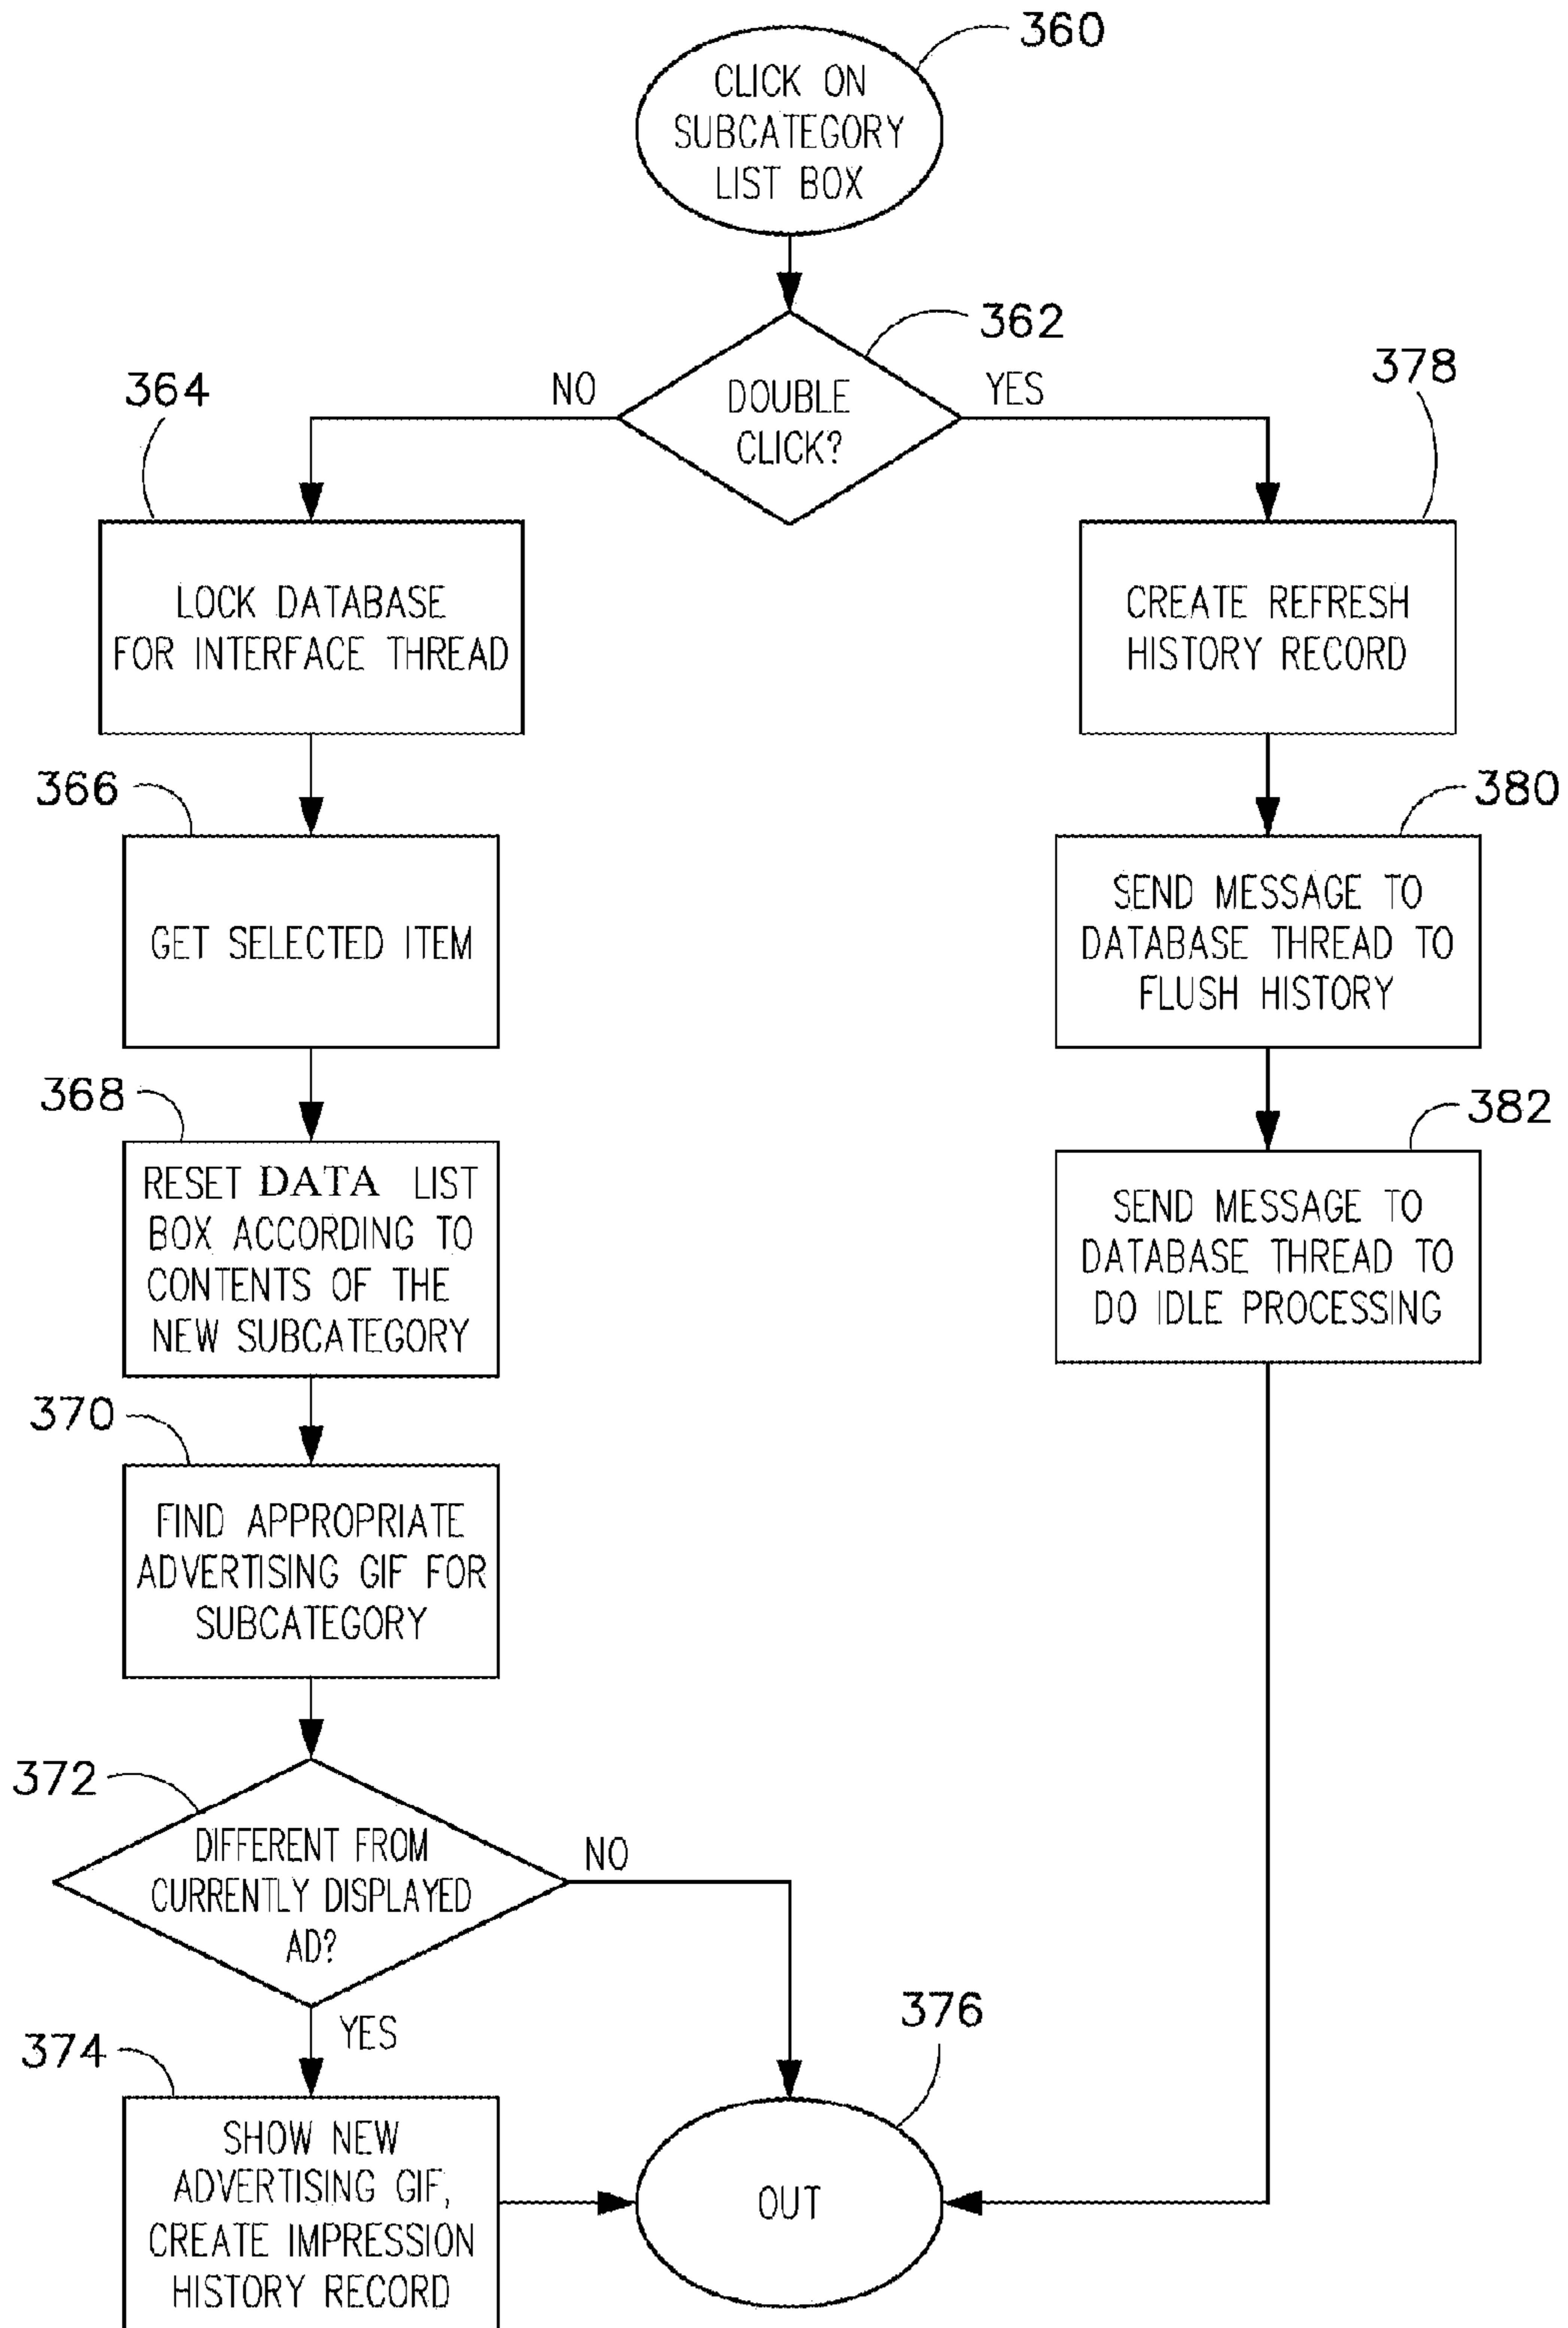 360
CLICK ON
SUBCATEGORY
LIST BOX
362
DOUBLE
CLICK?
NO
YES
364
LOCK DATABASE
FOR INTERFACE THREAD
378
CREATE REFRESH
HISTORY RECORD
366
GET SELECTED ITEM
380
SEND MESSAGE TO
DATABASE THREAD TO
FLUSH HISTORY
368
RESET DATA LIST
BOX ACCORDING TO
CONTENTS OF THE
NEW SUBCATEGORY
382
SEND MESSAGE TO
DATABASE THREAD TO
DO IDLE PROCESSING
370
FIND APPROPRIATE
ADVERTISING GIF FOR
SUBCATEGORY
372
DIFFERENT FROM
CURRENTLY DISPLAYED
AD?
NO
YES
374
SHOW NEW
ADVERTISING GIF,
CREATE IMPRESSION
HISTORY RECORD
376
OUT